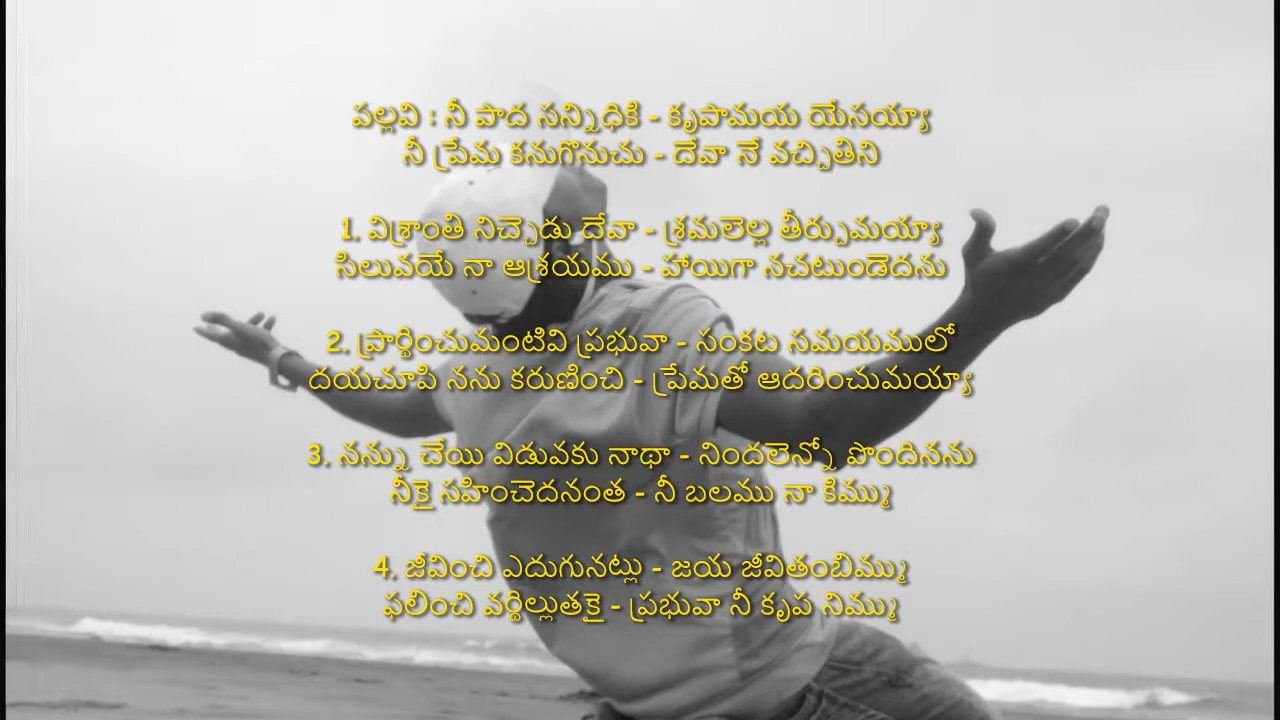 పల్లవి : నీ పాద సన్నిధికి - కృపామయ యేసయ్యా
నీ ప్రేమ కనుగొనుచు - దేవా నే వచ్చితిని
1. విశ్రాంతి నిచ్చెడు దేవా - శ్రమలెల్ల తీర్చుమయ్యా
సిలువయే నా ఆశ్రయము - హాయిగా నచటుండెదను
2. ప్రార్థించుమంటివి ప్రభువా - సంకట సమయములో
దయచూపి నను కరుణించి - ప్రేమతో ఆదరించుమయ్యా
3. నన్ను చేయి విడువకు నాథా - నిందలెన్నో పొందినను
నీకై సహించెదనంత - నీ బలము నా కిమ్ము
4. జీవించి ఎదుగునట్లు - జయ జీవితంబిమ్ము
ఫలించి వర్థిల్లుతకై - ప్రభువా నీ కృప నిమ్ము